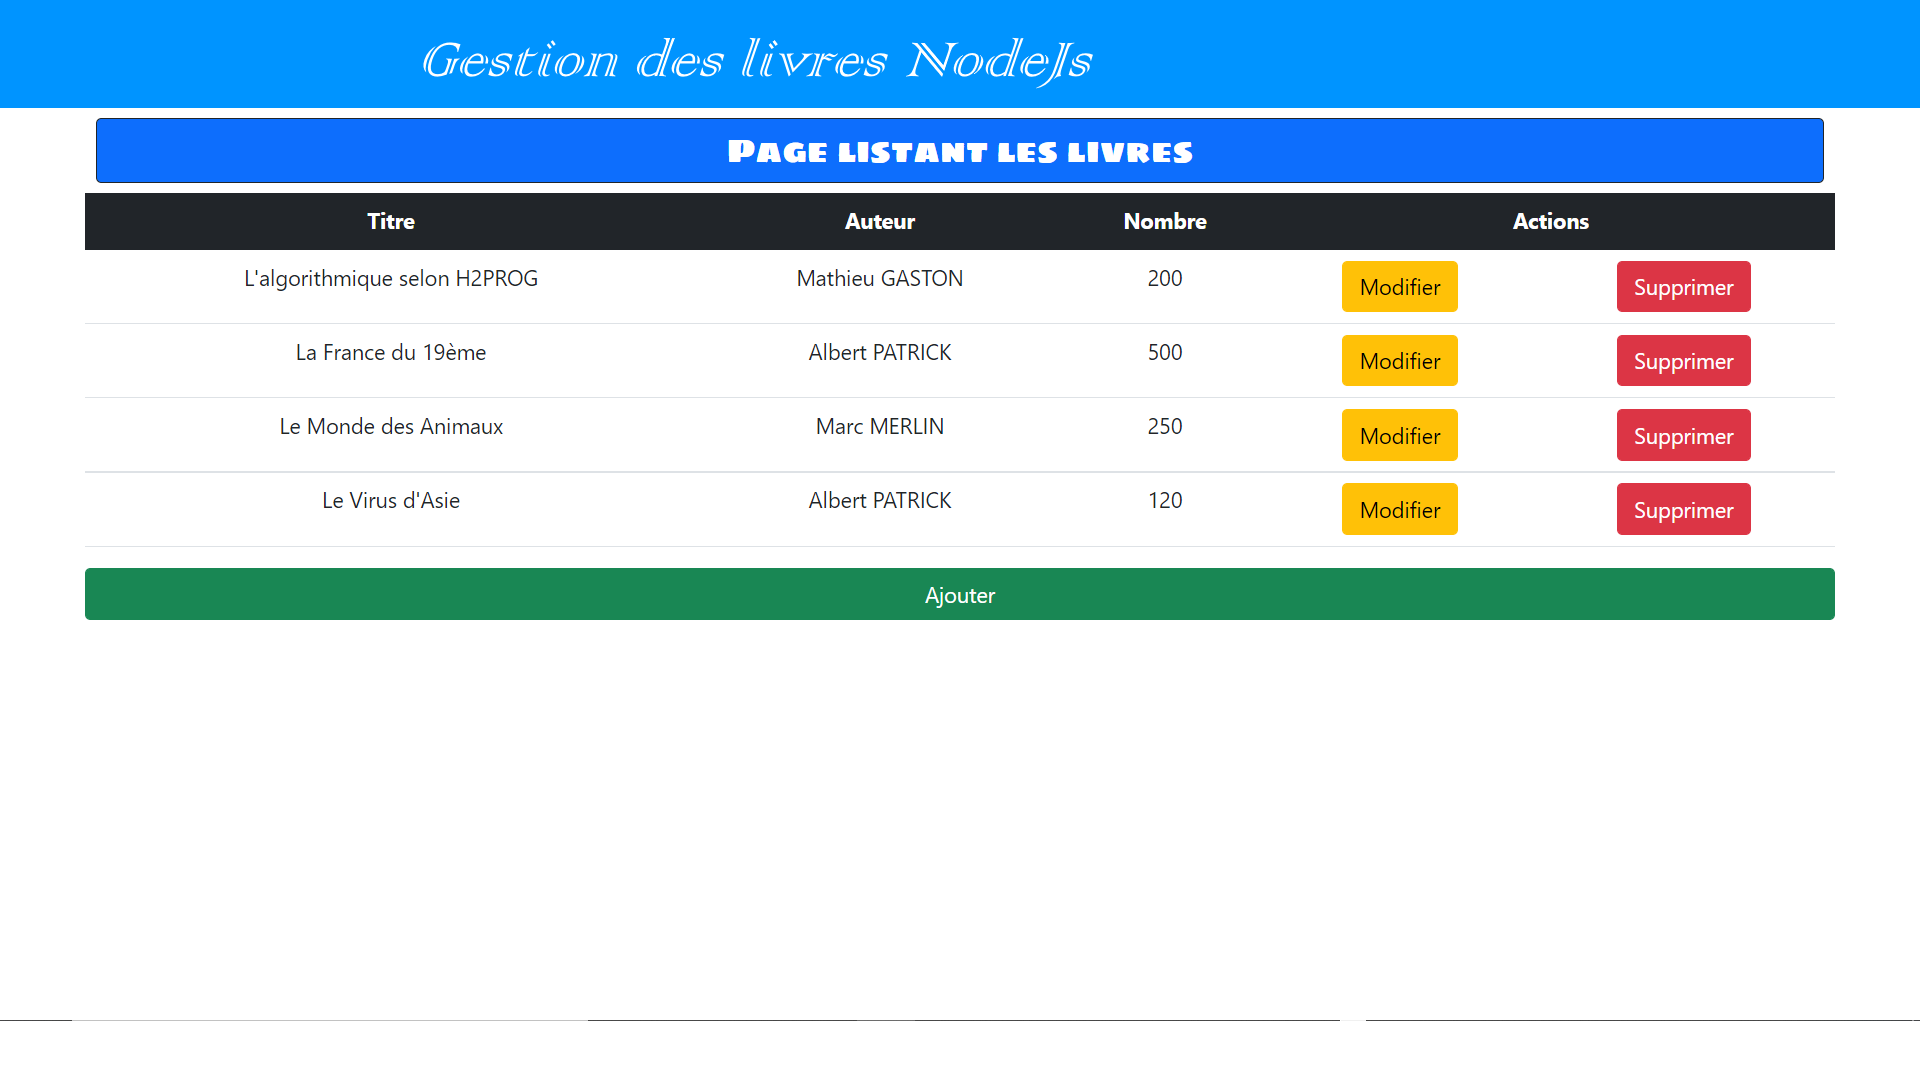 Gestion des livres NodeJs
Page listant les livres
Titre Auteur Nombre Actions
L'algorithmique selon H2PROG Mathieu GASTON 200 Modifier Supprimer
La France du 19ème Albert PATRICK 500 Modifier Supprimer
Le Monde des Animaux Marc MERLIN 250 Modifier Supprimer
Le Virus d'Asie Albert PATRICK 120 Modifier Supprimer
Ajouter